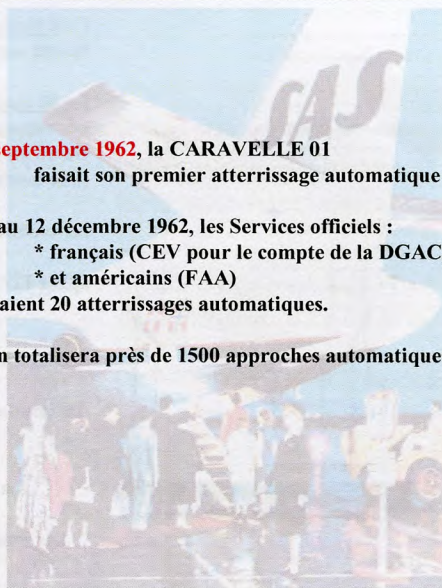 SAS
septembre 1962, la CARAVELLE 01
faisait son premier atterrissage automatique
au 12 décembre 1962, les Services officiels :
* français (CEV pour le compte de la DGAC
* et américains (FAA)
aient 20 atterrissages automatiques.
n totalisera près de 1500 approches automatique